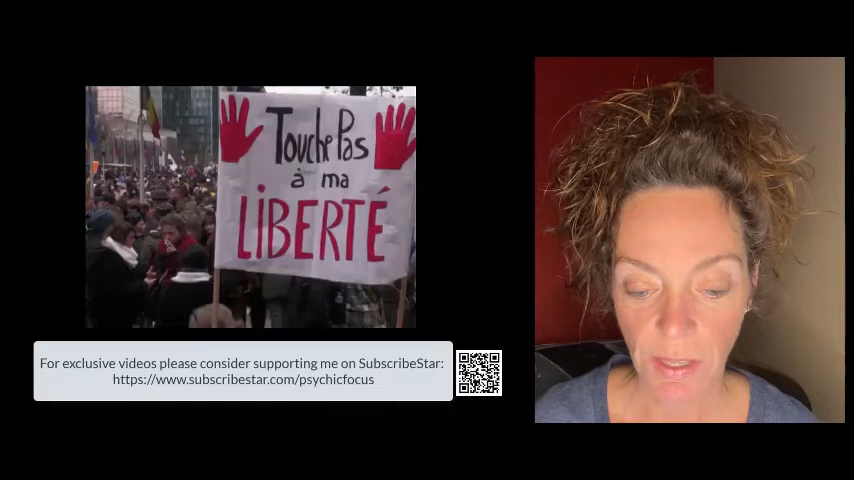 Touche Pas
à ma
LIBERTÉ
For exclusive videos please consider supporting me on SubscribeStar:
https://www.subscribestar.com/psychicfocus